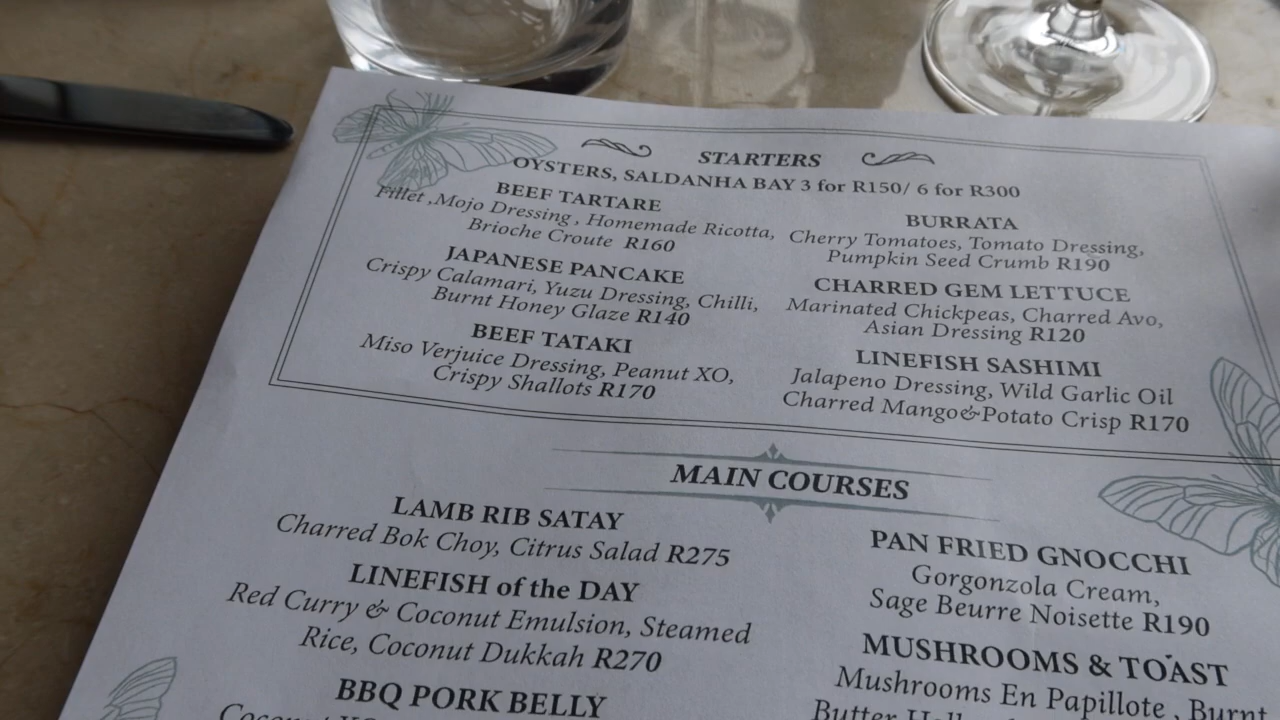 STARTERS
OYSTERS, SALDANHA BAY 3 for R150/ 6 for R300
BEEF TARTARE
Fillet ,Mojo Dressing , Homemade Ricotta,
Brioche Croute R160
JAPANESE PANCAKE
Crispy Calamari, Yuzu Dressing, Chilli,
Burnt Honey Glaze R140
BEEF TATAKI
Miso Verjuice Dressing, Peanut XO,
Crispy Shallots R170
BURRATA
Cherry Tomatoes, Tomato Dressing,
Pumpkin Seed Crumb R190
CHARRED GEM LETTUCE
Marinated Chickpeas, Charred Avo,
Asian Dressing R120
LINEFISH SASHIMI
Jalapeno Dressing, Wild Garlic Oil
Charred Mango&Potato Crisp R170
MAIN COURSES
LAMB RIB SATAY
Charred Bok Choy, Citrus Salad R275
LINEFISH of the DAY
Red Curry & Coconut Emulsion, Steamed
Rice, Coconut Dukkah R270
BBQ PORK BELLY
PAN FRIED GNOCCHI
Gorgonzola Cream,
Sage Beurre Noisette R190
MUSHROOMS & TOAST
Mushrooms En Papillote , Burnt
Butter